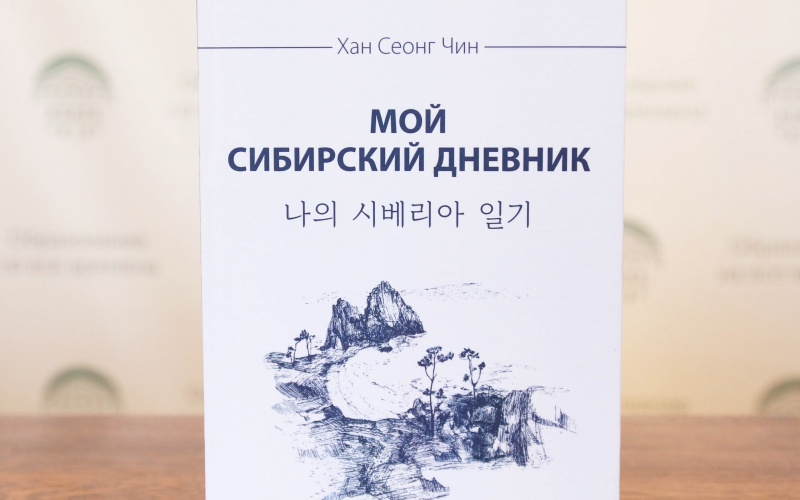 Хан Сеонг Чин
МОЙ
СИБИРСКИЙ ДНЕВНИК
나의 시베리아 일기